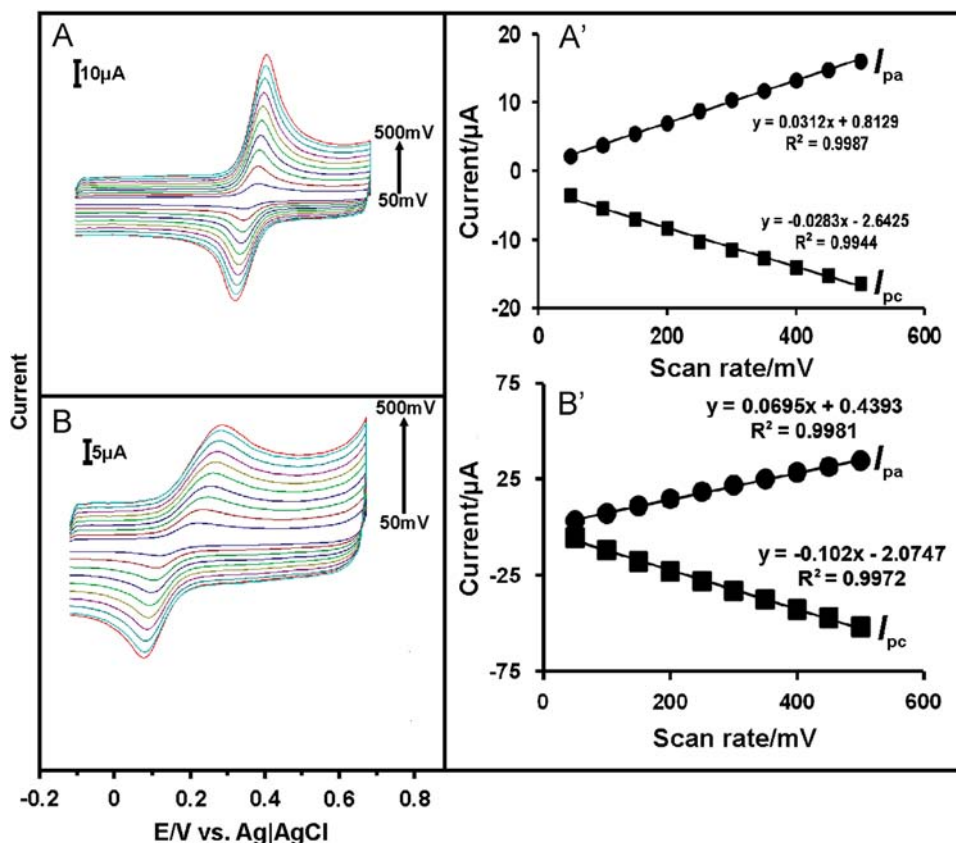 A
10µA
500mV
50mV
B
5µA
500mV
50mV
Current
-0.2 0 0.2 0.4 0.6 0.8
E/V vs. Ag|AgCl
A'
20
10
0
-10
-20
Current/µA
Ipa
y = 0.0312x + 0.8129
R² = 0.9987
y = -0.0283x - 2.6425
R² = 0.9944
Ipc
0 200 400 600
Scan rate/mV
B'
75
25
-25
-75
Current/µA
y = 0.0695x + 0.4393
R² = 0.9981
Ipa
y = -0.102x - 2.0747
R² = 0.9972
Ipc
0 200 400 600
Scan rate/mV